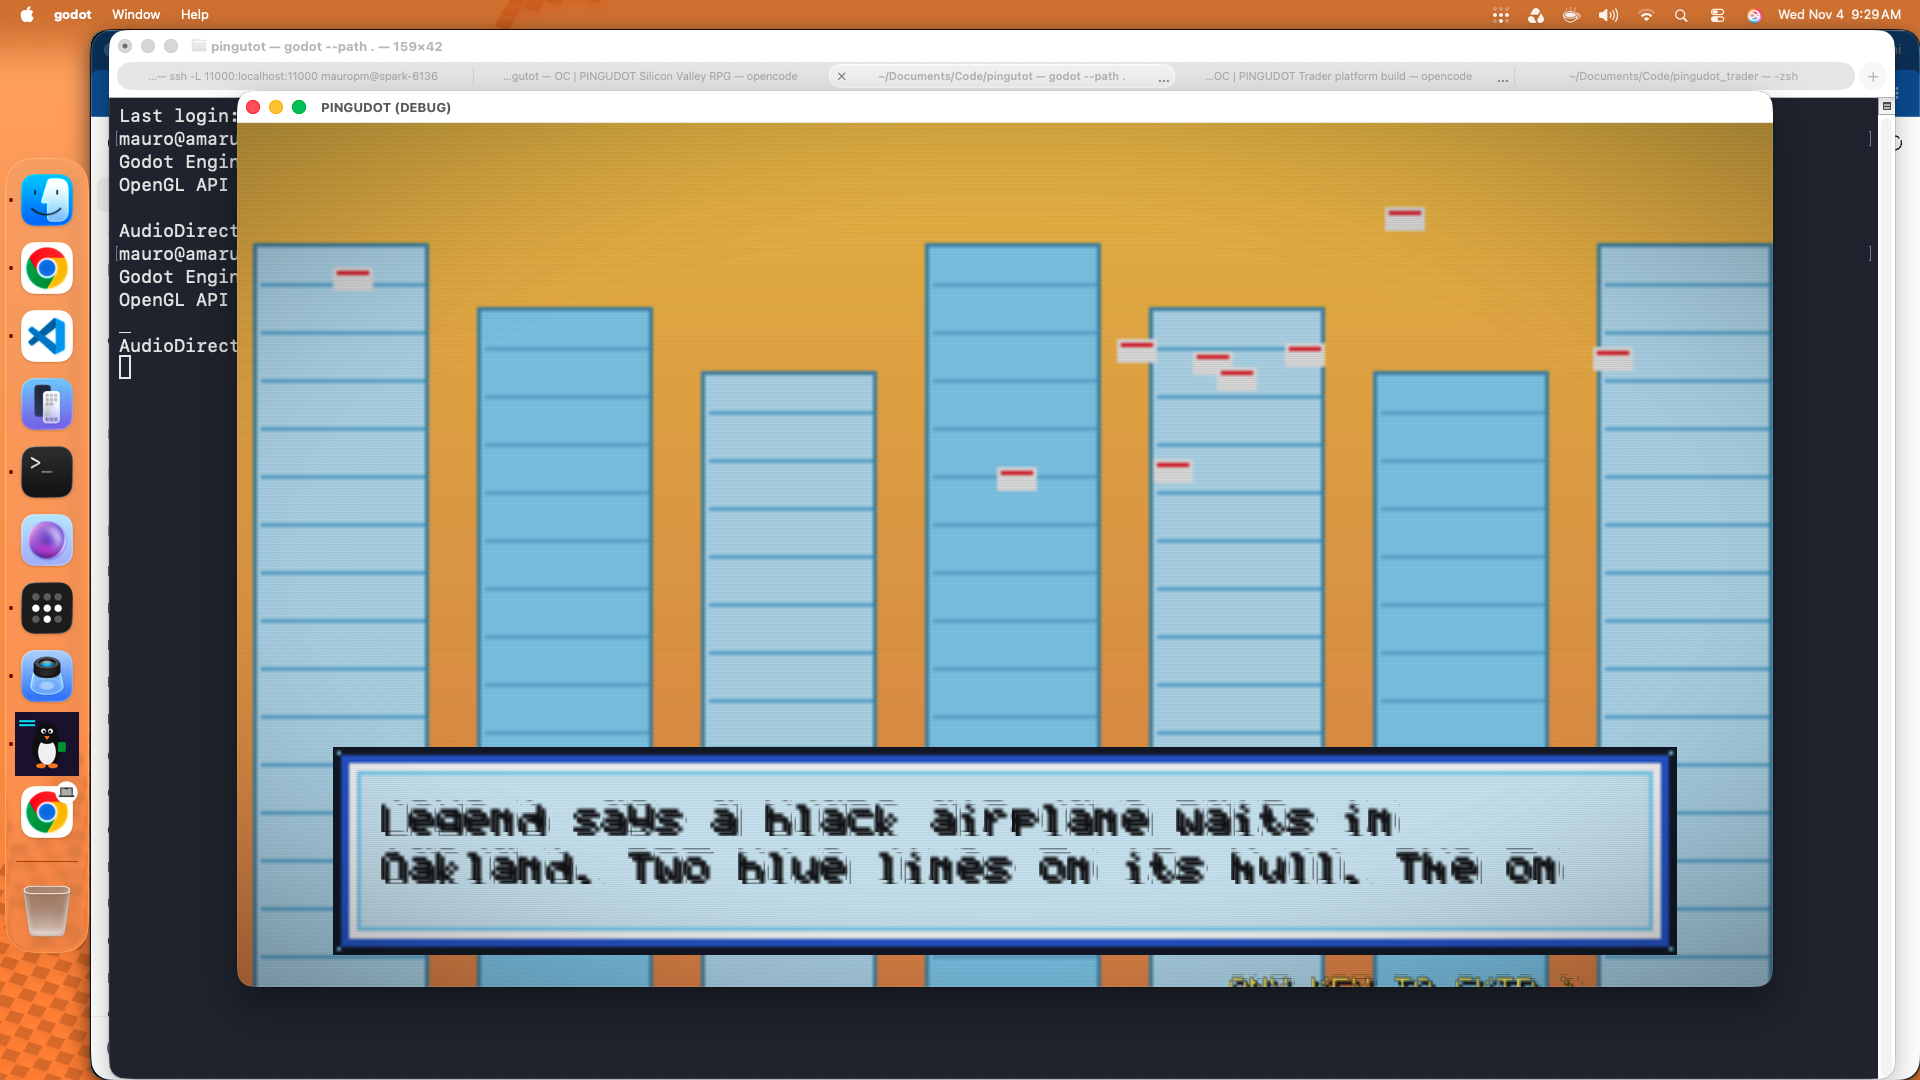 godot Window Help
Wed Nov 4 9:29 AM
pingutot — godot --path . — 159×42
...— ssh -L 11000:localhost:11000 mauropm@spark-6136
...gutot — OC | PINGUDOT Silicon Valley RPG — opencode
~/Documents/Code/pingutot — godot --path .
...OC | PINGUDOT Trader platform build — opencode
~/Documents/Code/pingudot_trader — -zsh
PINGUDOT (DEBUG)
Last login:
mauro@amaru
Godot Engin
OpenGL API
AudioDirect
mauro@amaru
Godot Engin
OpenGL API
AudioDirect
Legend says a black airplane waits in
Oakland. Two blue lines on its hull. The on
ANY KEY TO SKIP